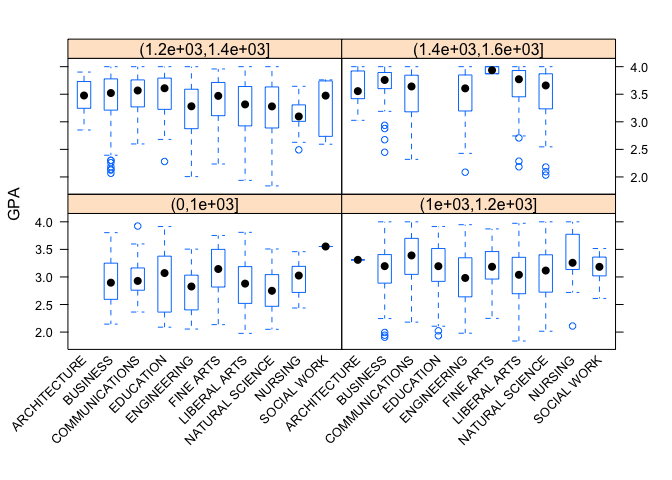 (1.2e+03,1.4e+03]
(1.4e+03,1.6e+03]
4.0
3.5
3.0
2.5
2.0
GPA
(0,1e+03]
(1e+03,1.2e+03]
4.0
3.5
3.0
2.5
2.0
ARCHITECTURE
BUSINESS
COMMUNICATIONS
EDUCATION
ENGINEERING
FINE ARTS
LIBERAL ARTS
NATURAL SCIENCE
NURSING
SOCIAL WORK
ARCHITECTURE
BUSINESS
COMMUNICATIONS
EDUCATION
ENGINEERING
FINE ARTS
LIBERAL ARTS
NATURAL SCIENCE
NURSING
SOCIAL WORK